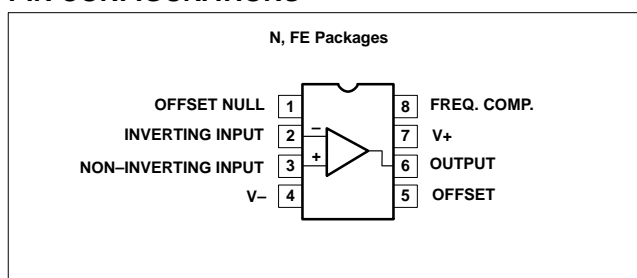 N, FE Packages
OFFSET NULL 1
INVERTING INPUT 2
NON–INVERTING INPUT 3
V– 4
8 FREQ. COMP.
7 V+
6 OUTPUT
5 OFFSET
–
+